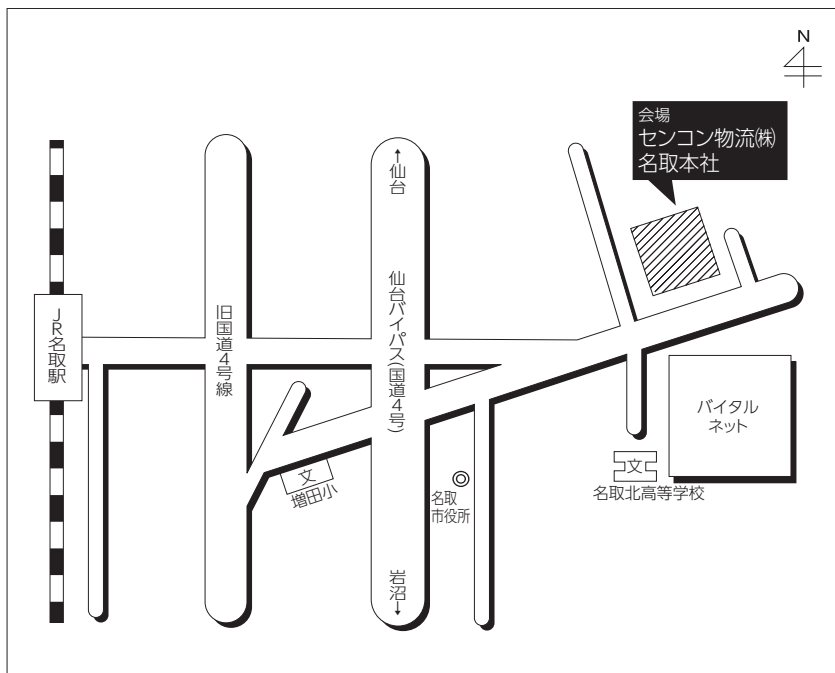 N
会場
センコン物流㈱
名取本社
↑仙台
仙台バイパス(国道4号)
旧国道4号線
JR名取駅
バイタル
ネット
文
増田小
名取
市役所
文
名取北高等学校
岩沼↓